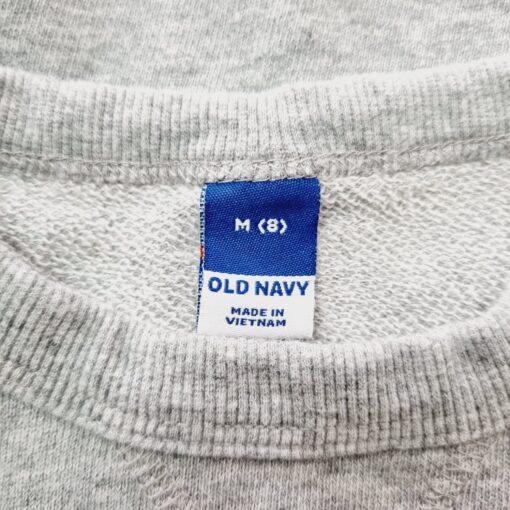 M (8)
OLD NAVY
MADE IN
VIETNAM